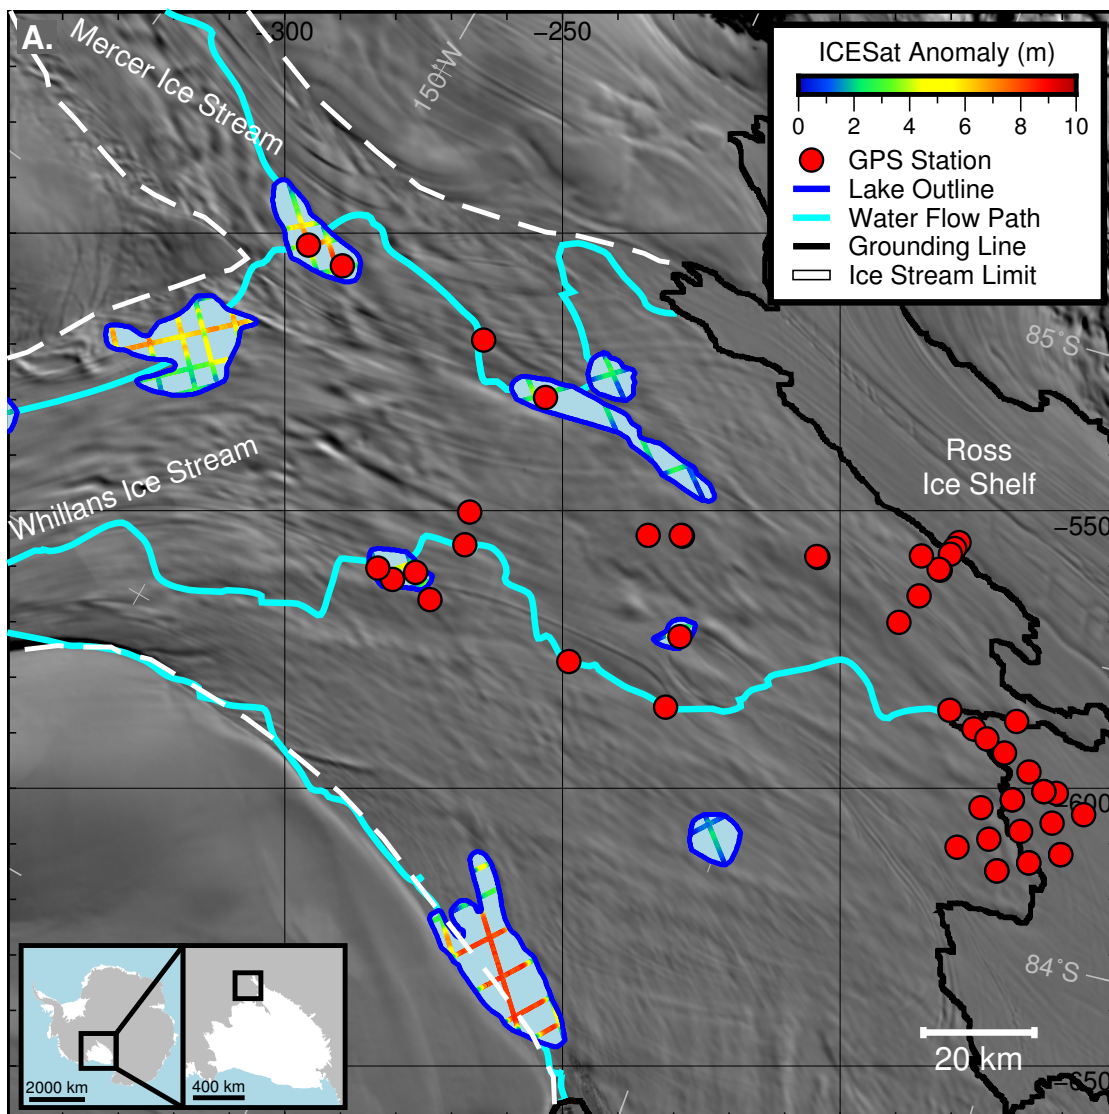 A.
Mercer Ice Stream
−300
−250
150°W
ICESat Anomaly (m)
0 2 4 6 8 10
GPS Station
Lake Outline
Water Flow Path
Grounding Line
Ice Stream Limit
85°S
Ross
Ice Shelf
Whillans Ice Stream
−550
−600
84°S
20 km
−650
2000 km
400 km